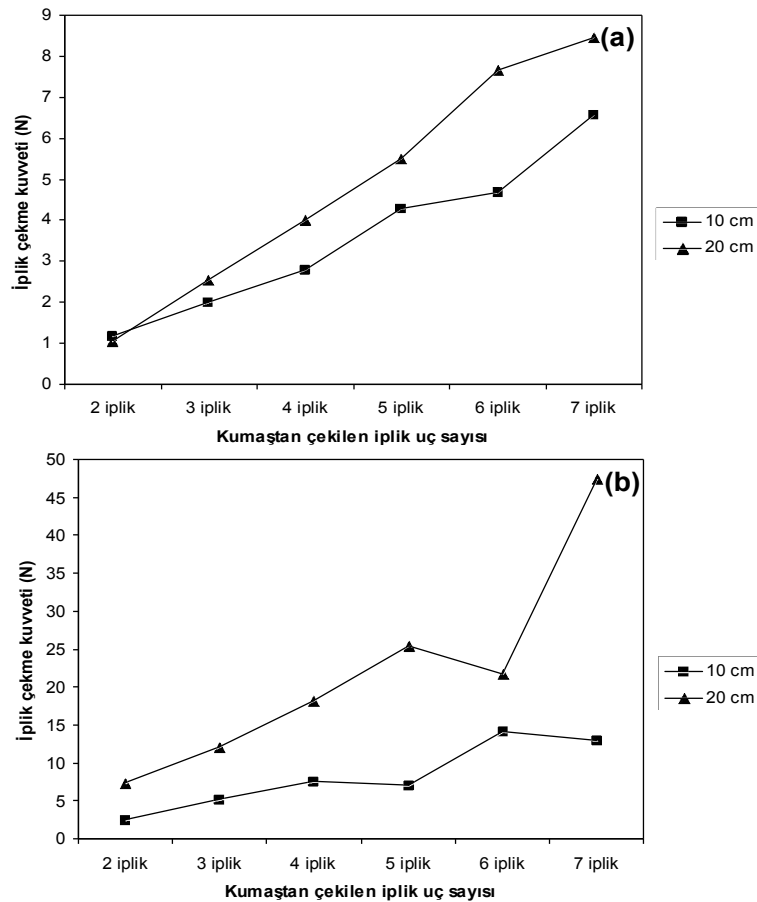 (a)
İplik çekme kuvveti (N)
9
8
7
6
5
4
3
2
1
0
2 iplik 3 iplik 4 iplik 5 iplik 6 iplik 7 iplik
Kumaştan çekilen iplik uç sayısı
10 cm
20 cm
(b)
İplik çekme kuvveti (N)
50
45
40
35
30
25
20
15
10
5
0
2 iplik 3 iplik 4 iplik 5 iplik 6 iplik 7 iplik
Kumaştan çekilen iplik uç sayısı
10 cm
20 cm